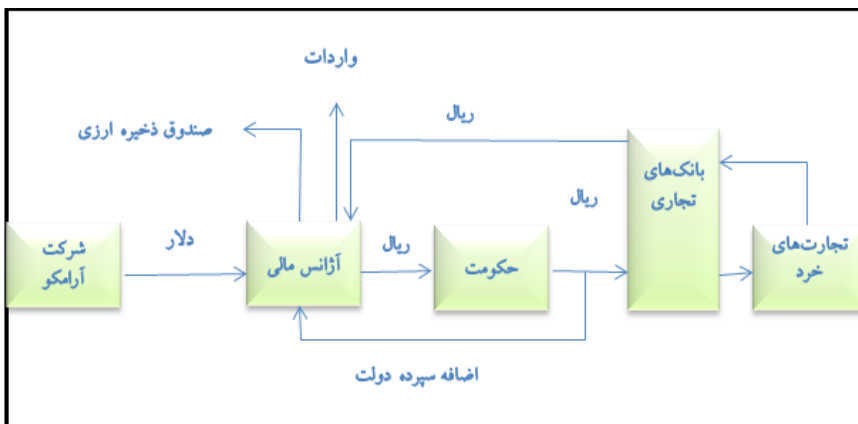 واردات
ریال
صندوق ذخیره ارزی
بانک‌های
تجاری
ریال
تجارت‌های
خرد
ریال
دلار
شرکت
آرامکو
آژانس مالی
حکومت
اضافه سپرده دولت